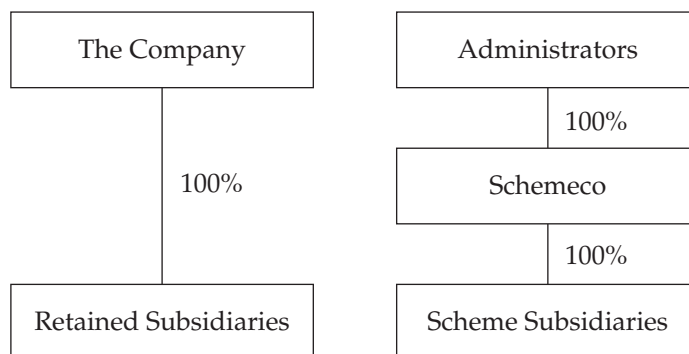 The Company
Administrators
100%
100%
Schemeco
100%
Retained Subsidiaries
Scheme Subsidiaries